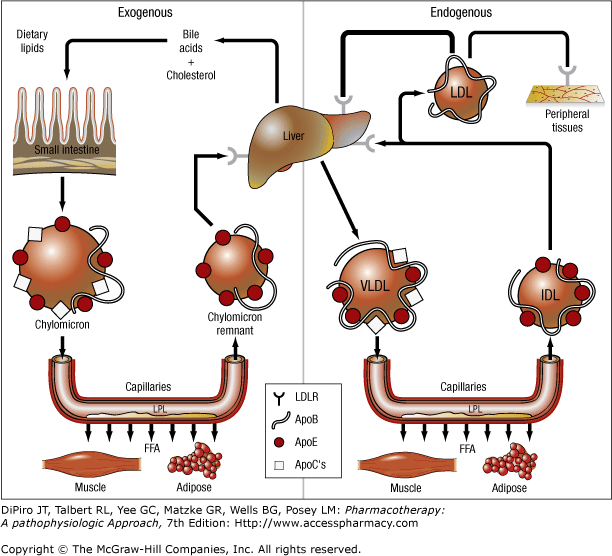 Exogenous
Endogenous
Dietary
lipids
Bile
acids
+
Cholesterol
LDL
Peripheral
tissues
Small intestine
Liver
Chylomicron
Chylomicron
remnant
VLDL
IDL
Capillaries
LPL
FFA
Muscle
Adipose
LDLR
ApoB
ApoE
ApoC's
Capillaries
LPL
FFA
Muscle
Adipose
DiPiro JT, Talbert RL, Yee GC, Matzke GR, Wells BG, Posey LM: Pharmacotherapy:
A pathophysiologic Approach, 7th Edition: Http://www.accesspharmacy.com
Copyright © The McGraw-Hill Companies, Inc. All rights reserved.